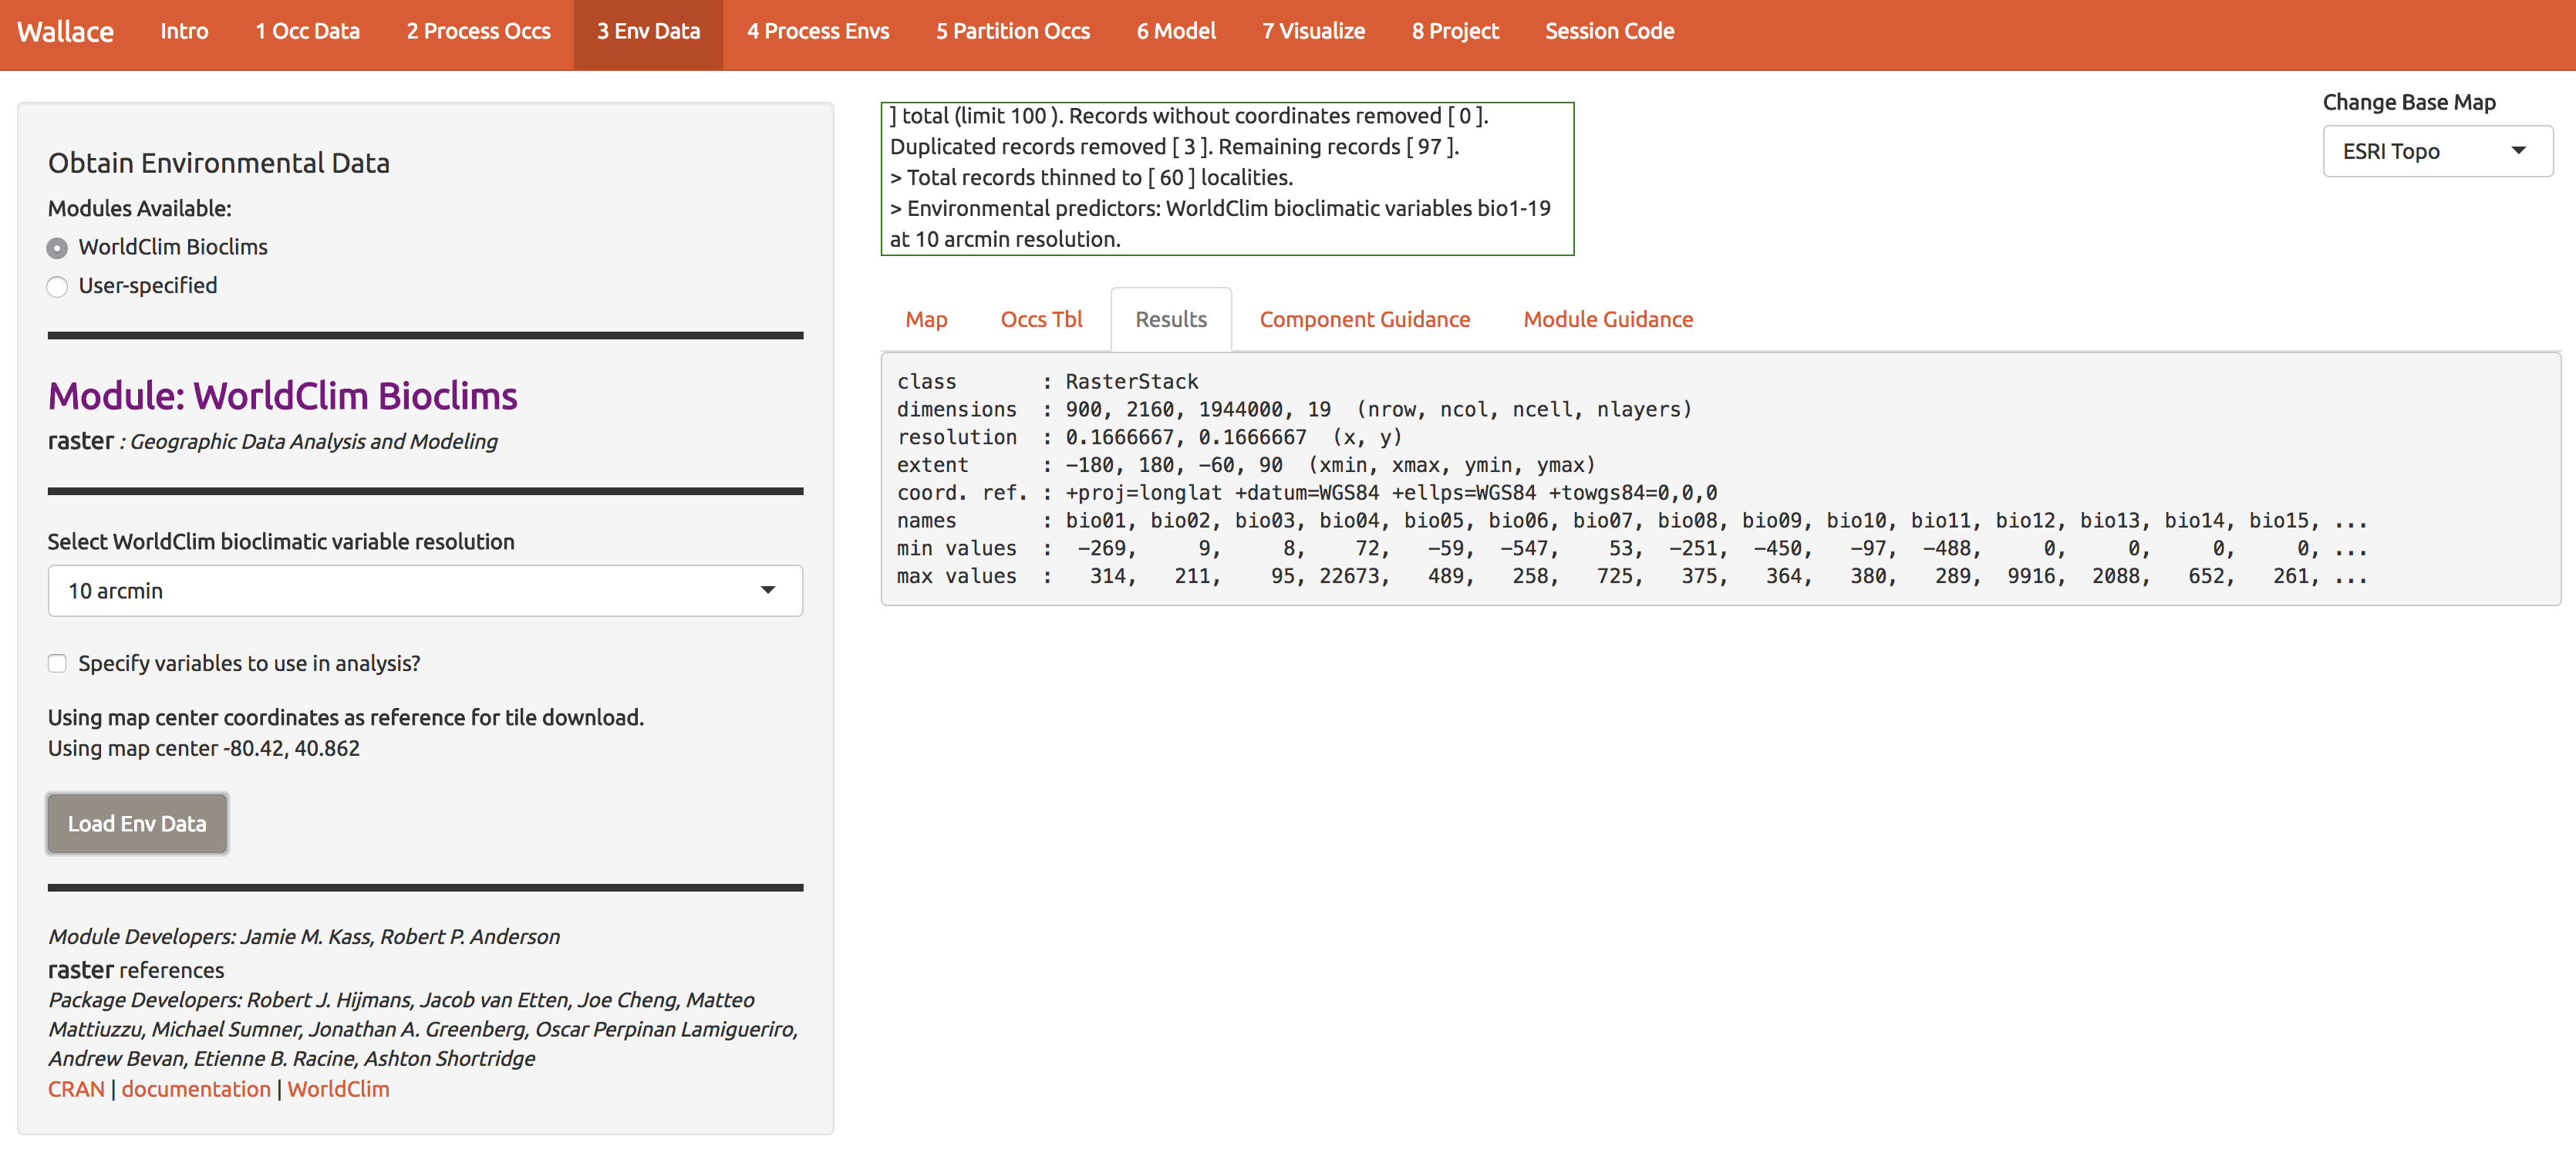 Wallace Intro 1 Occ Data 2 Process Occs 3 Env Data 4 Process Envs 5 Partition Occs 6 Model 7 Visualize 8 Project Session Code
Obtain Environmental Data
Modules Available:
WorldClim Bioclims
User-specified
Module: WorldClim Bioclims
raster : Geographic Data Analysis and Modeling
Select WorldClim bioclimatic variable resolution
10 arcmin
Specify variables to use in analysis?
Using map center coordinates as reference for tile download.
Using map center -80.42, 40.862
Load Env Data
Module Developers: Jamie M. Kass, Robert P. Anderson
raster references
Package Developers: Robert J. Hijmans, Jacob van Etten, Joe Cheng, Matteo
Mattiuzzu, Michael Sumner, Jonathan A. Greenberg, Oscar Perpinan Lamigueriro,
Andrew Bevan, Etienne B. Racine, Ashton Shortridge
CRAN | documentation | WorldClim
] total (limit 100 ). Records without coordinates removed [ 0 ].
Duplicated records removed [ 3 ]. Remaining records [ 97 ].
> Total records thinned to [ 60 ] localities.
> Environmental predictors: WorldClim bioclimatic variables bio1-19
at 10 arcmin resolution.
Change Base Map
ESRI Topo
Map Occs Tbl Results Component Guidance Module Guidance
class : RasterStack
dimensions : 900, 2160, 1944000, 19 (nrow, ncol, ncell, nlayers)
resolution : 0.1666667, 0.1666667 (x, y)
extent : -180, 180, -60, 90 (xmin, xmax, ymin, ymax)
coord. ref. : +proj=longlat +datum=WGS84 +ellps=WGS84 +towgs84=0,0,0
names : bio01, bio02, bio03, bio04, bio05, bio06, bio07, bio08, bio09, bio10, bio11, bio12, bio13, bio14, bio15, ...
min values : -269, 9, 8, 72, -59, -547, 53, -251, -450, -97, -488, 0, 0, 0, 0, ...
max values : 314, 211, 95, 22673, 489, 258, 725, 375, 364, 380, 289, 9916, 2088, 652, 261, ...